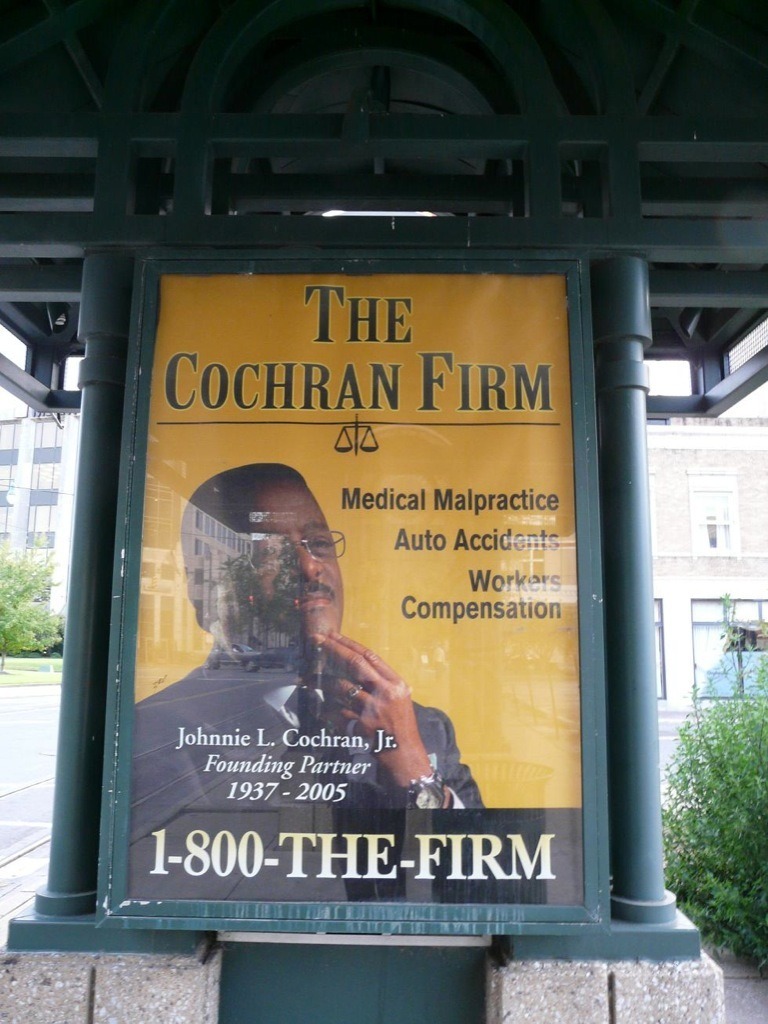 THE
COCHRAN FIRM
Medical Malpractice
Auto Accidents
Workers
Compensation
Johnnie L. Cochran, Jr.
Founding Partner
1937 - 2005
1-800-THE-FIRM